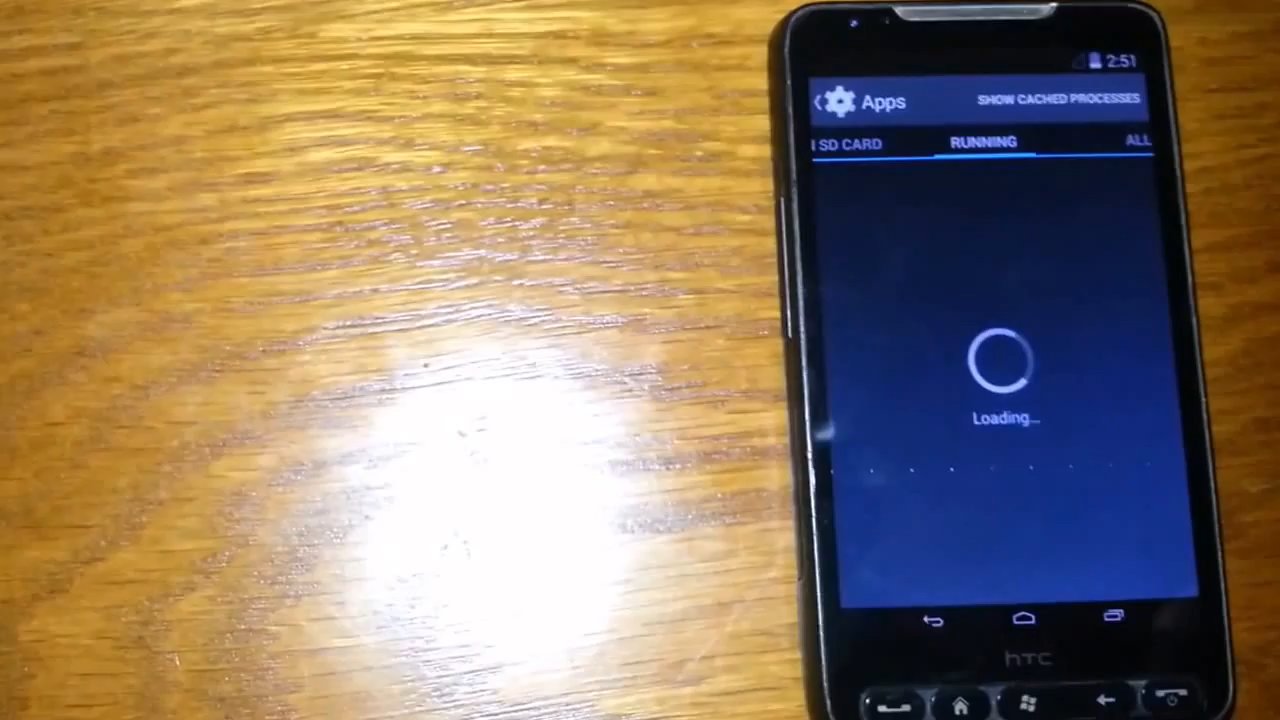 2:51
Apps SHOW CACHED PROCESSES
SD CARD RUNNING ALL
Loading...
hTC